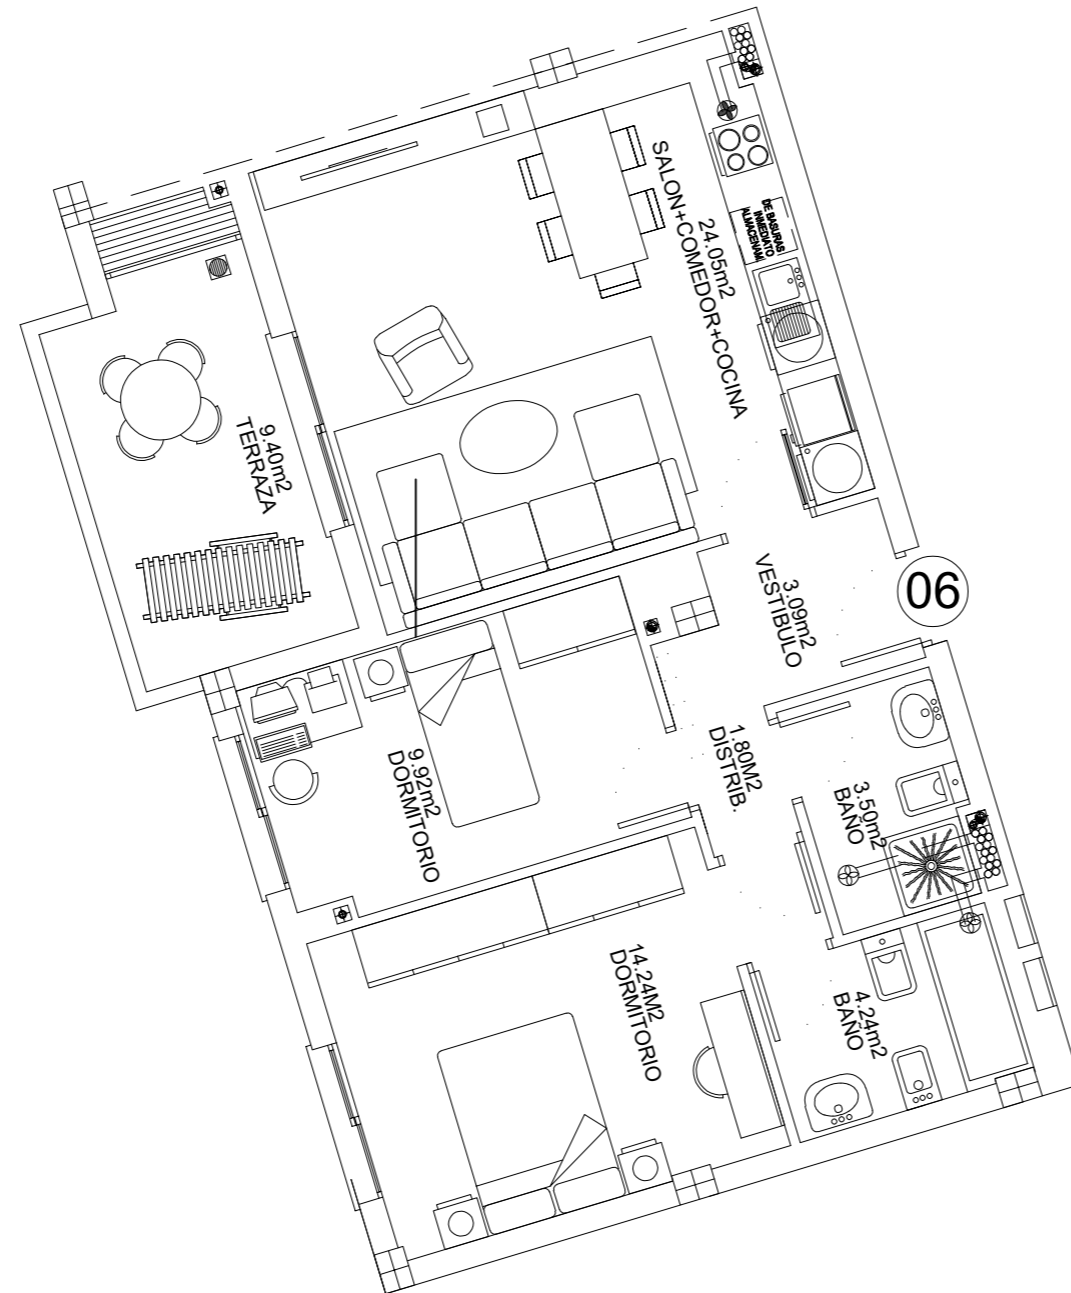 SALON+COMEDOR+COCINA
24.05m2
DE BASURAS
INMEDIATO
ALMACENAM
TERRAZA
9.40m2
VESTIBULO
3.09m2
06
DISTRIB.
1.80M2
DORMITORIO
9.92m2
BAÑO
3.50m2
DORMITORIO
14.24M2
BAÑO
4.24m2